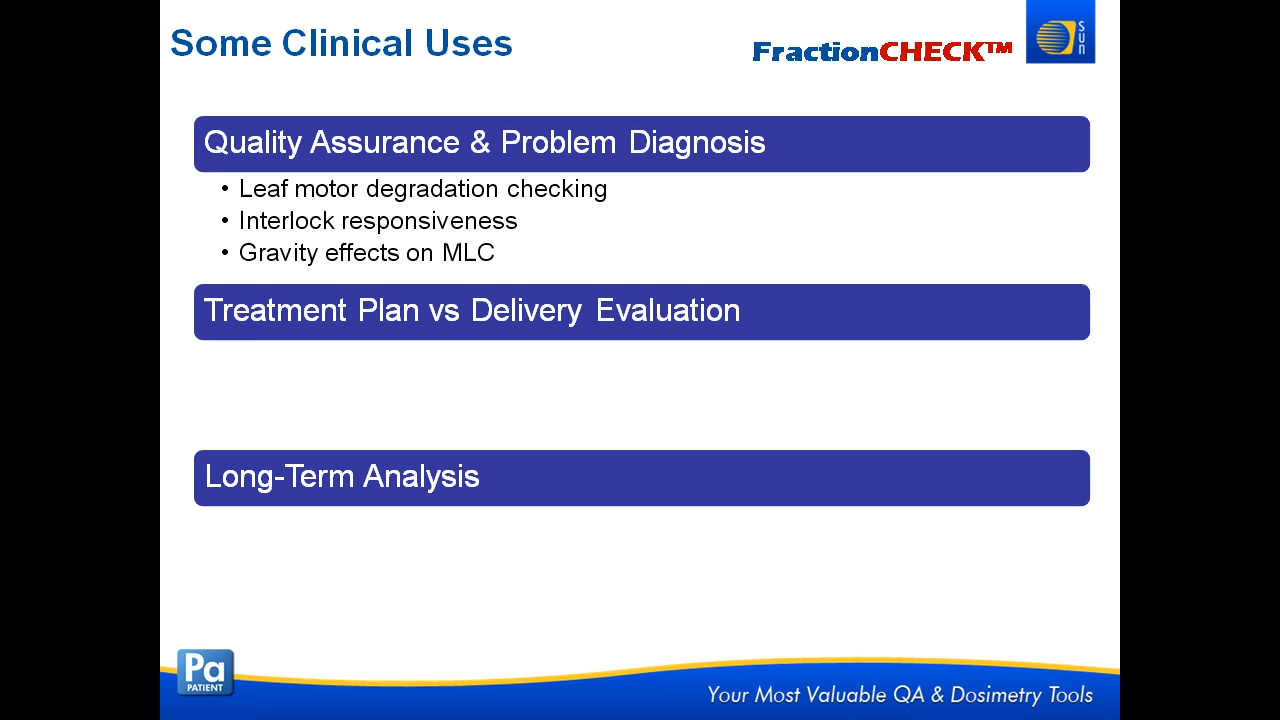 Some Clinical Uses
FractionCHECK™
sun
Quality Assurance & Problem Diagnosis
• Leaf motor degradation checking
• Interlock responsiveness
• Gravity effects on MLC
Treatment Plan vs Delivery Evaluation
Long-Term Analysis
Pa
PATIENT
Your Most Valuable QA & Dosimetry Tools